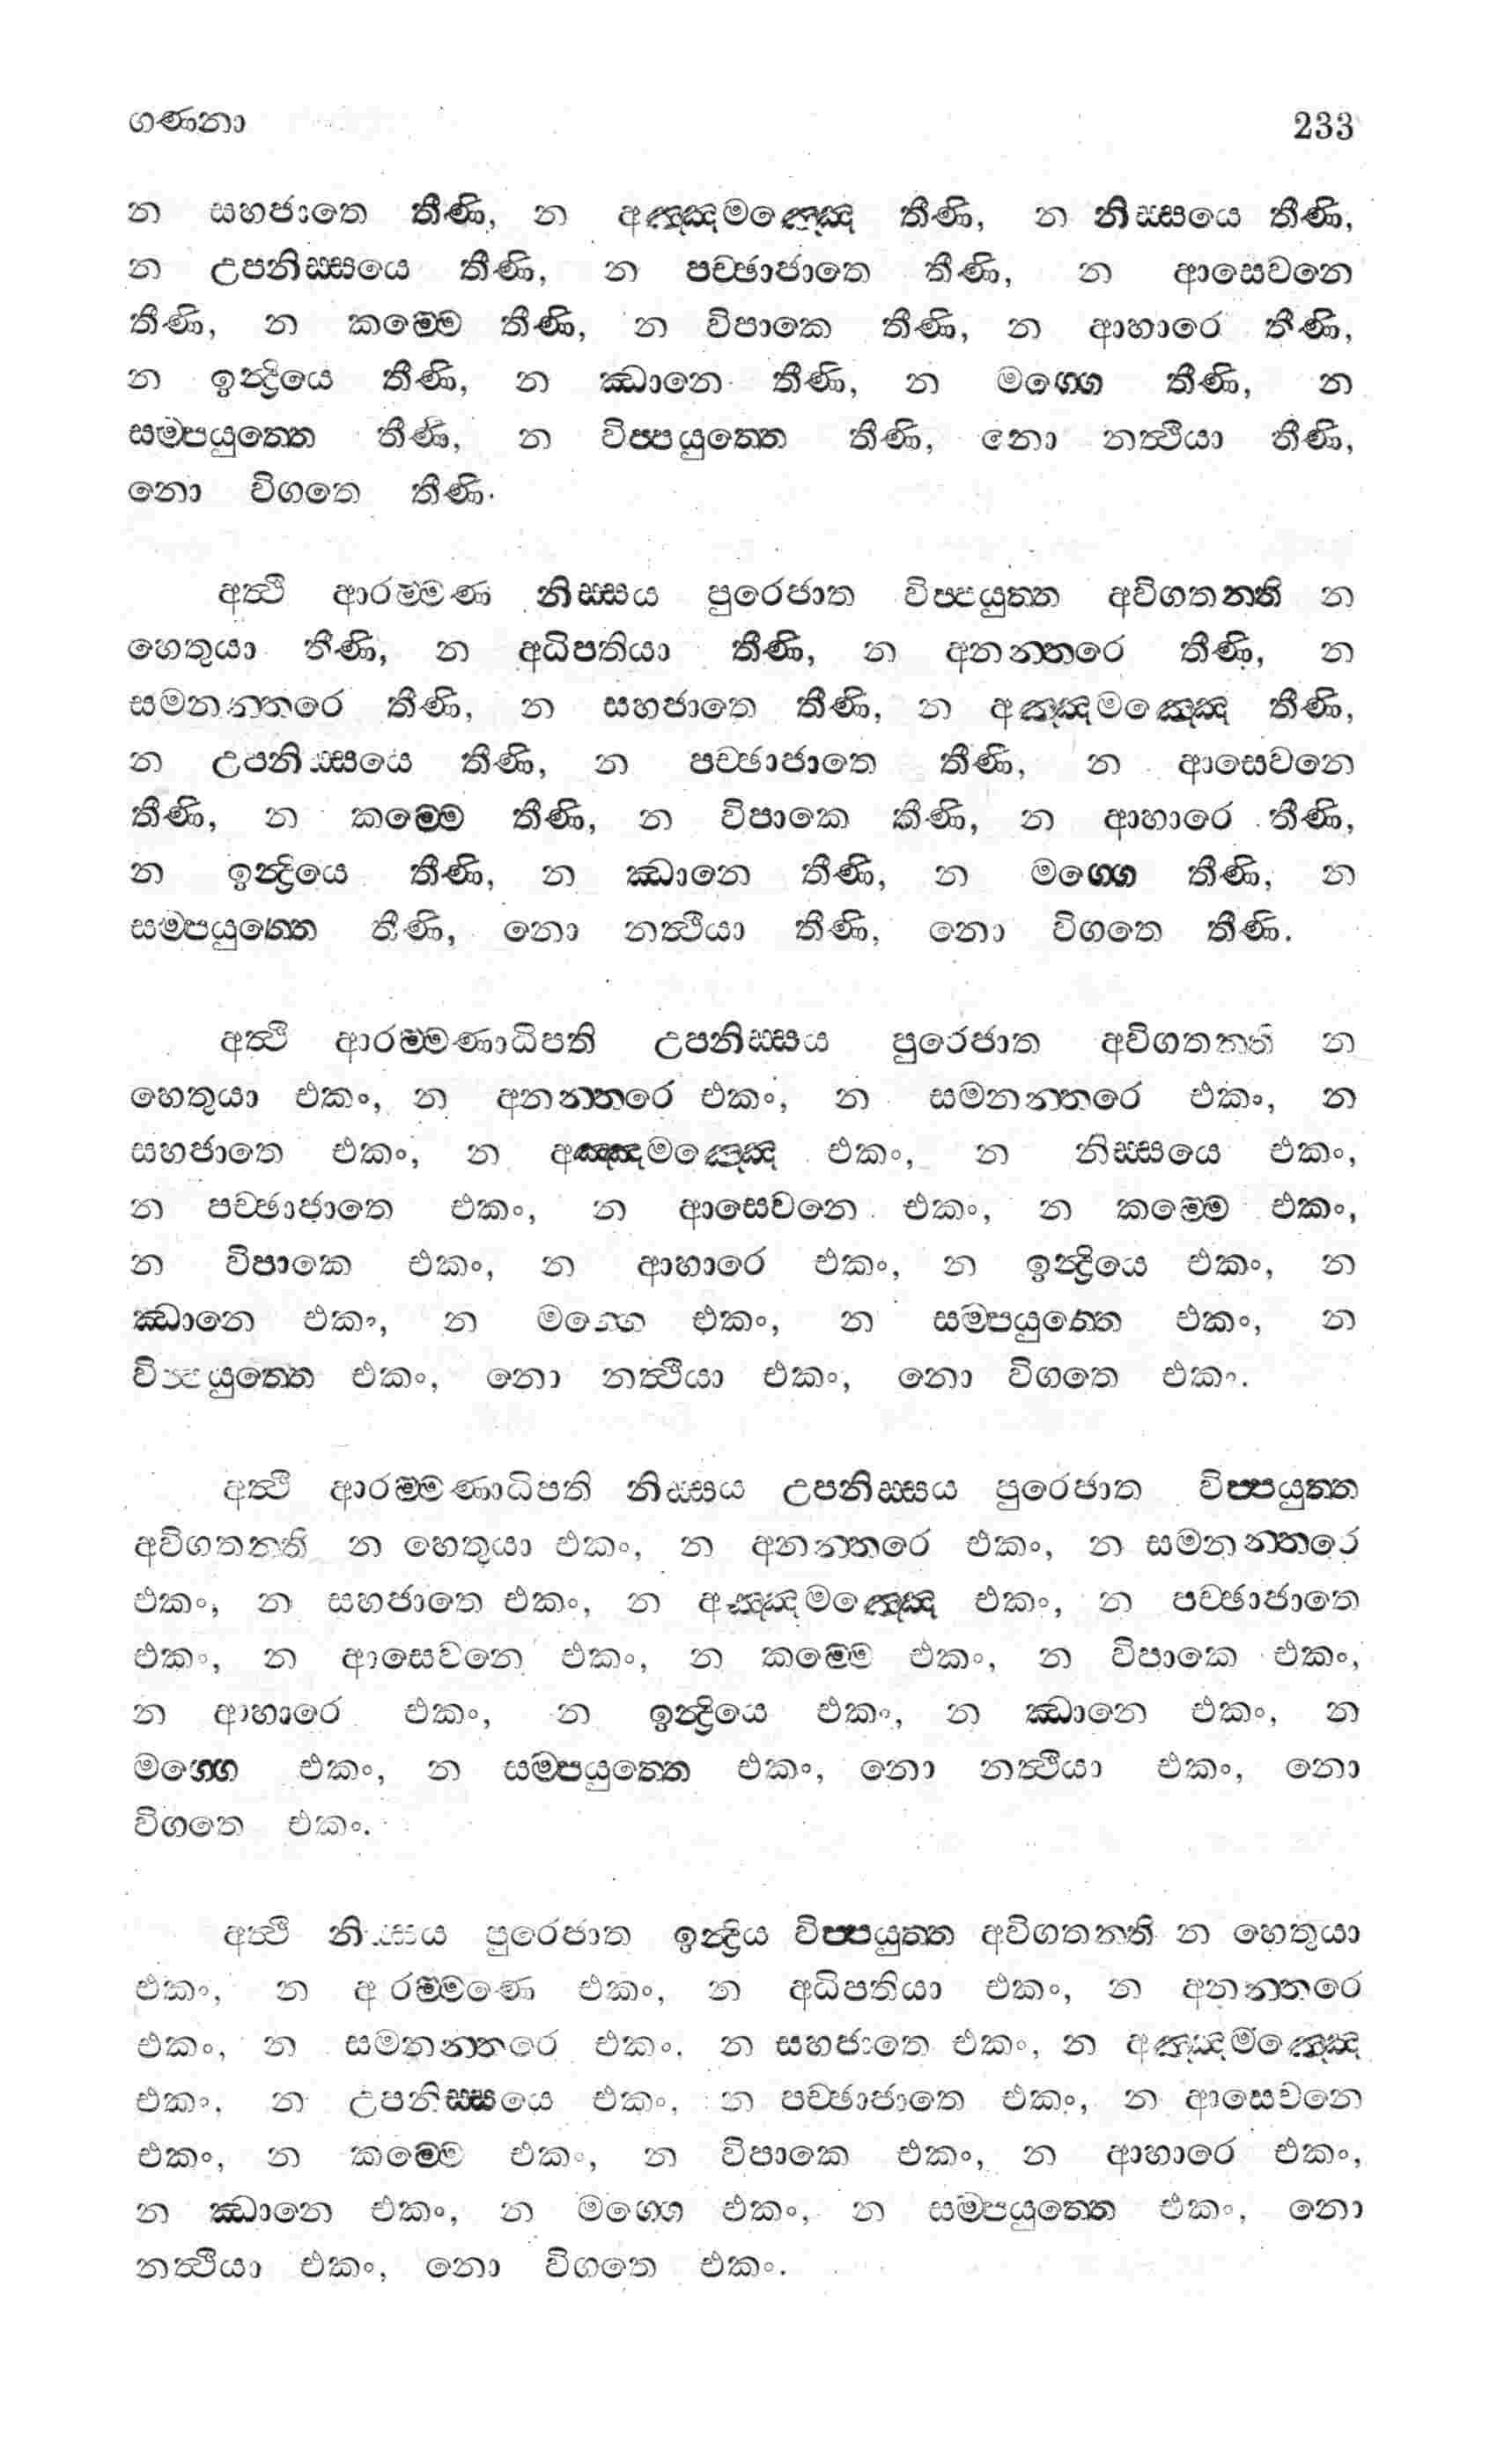 ගණනා 233
න සහජාතෙ තීණි, න අඤ්ඤමඤ්ඤෙ තීණි, න නිස්සයෙ තීණි,
න උපනිස්සයෙ තීණි, න පච්ඡාජාතෙ තීණි, න ආසෙවනෙ
තීණි, න කම්මෙ තීණි, න විපාකෙ තීණි, න ආහාරෙ තීණි,
න ඉන්ද්‍රියෙ තීණි, න ඣානෙ තීණි, න මග්ගෙ තීණි, න
සම්පයුත්තෙ තීණි, න විප්පයුත්තෙ තීණි, නො නත්ථියා තීණි,
නො විගතෙ තීණි.
අත්ථි ආරම්මණ නිස්සය පුරෙජාත විප්පයුත්ත අවිගතන්ති න
හෙතුයා තීණි, න අධිපතියා තීණි, න අනන්තරෙ තීණි, න
සමනන්තරෙ තීණි, න සහජාතෙ තීණි, න අඤ්ඤමඤ්ඤෙ තීණි,
න උපනිස්සයෙ තීණි, න පච්ඡාජාතෙ තීණි, න ආසෙවනෙ
තීණි, න කම්මෙ තීණි, න විපාකෙ තීණි, න ආහාරෙ තීණි,
න ඉන්ද්‍රියෙ තීණි, න ඣානෙ තීණි, න මග්ගෙ තීණි, න
සම්පයුත්තෙ තීණි, නො නත්ථියා තීණි, නො විගතෙ තීණි.
අත්ථි ආරම්මණාධිපති උපනිස්සය පුරෙජාත අවිගතන්ති න
හෙතුයා එකං, න අනන්තරෙ එකං, න සමනන්තරෙ එකං, න
සහජාතෙ එකං, න අඤ්ඤමඤ්ඤෙ එකං, න නිස්සයෙ එකං,
න පච්ඡාජාතෙ එකං, න ආසෙවනෙ එකං, න කම්මෙ එකං,
න විපාකෙ එකං, න ආහාරෙ එකං, න ඉන්ද්‍රියෙ එකං, න
ඣානෙ එකං, න මග්ගෙ එකං, න සම්පයුත්තෙ එකං, න
විප්පයුත්තෙ එකං, නො නත්ථියා එකං, නො විගතෙ එකං.
අත්ථි ආරම්මණාධිපති නිස්සය උපනිස්සය පුරෙජාත විප්පයුත්ත
අවිගතන්ති න හෙතුයා එකං, න අනන්තරෙ එකං, න සමනන්තරෙ
එකං, න සහජාතෙ එකං, න අඤ්ඤමඤ්ඤෙ එකං, න පච්ඡාජාතෙ
එකං, න ආසෙවනෙ එකං, න කම්මෙ එකං, න විපාකෙ එකං,
න ආහාරෙ එකං, න ඉන්ද්‍රියෙ එකං, න ඣානෙ එකං, න
මග්ගෙ එකං, න සම්පයුත්තෙ එකං, නො නත්ථියා එකං, නො
විගතෙ එකං.
අත්ථි නිස්සය පුරෙජාත ඉන්ද්‍රිය විප්පයුත්ත අවිගතන්ති න හෙතුයා
එකං, න අරම්මණෙ එකං, න අධිපතියා එකං, න අනන්තරෙ
එකං, න සමනන්තරෙ එකං, න සහජාතෙ එකං, න අඤ්ඤමඤ්ඤෙ
එකං, න උපනිස්සයෙ එකං, න පච්ඡාජාතෙ එකං, න ආසෙවනෙ
එකං, න කම්මෙ එකං, න විපාකෙ එකං, න ආහාරෙ එකං,
න ඣානෙ එකං, න මග්ගෙ එකං, න සම්පයුත්තෙ එකං, නො
නත්ථියා එකං, නො විගතෙ එකං.